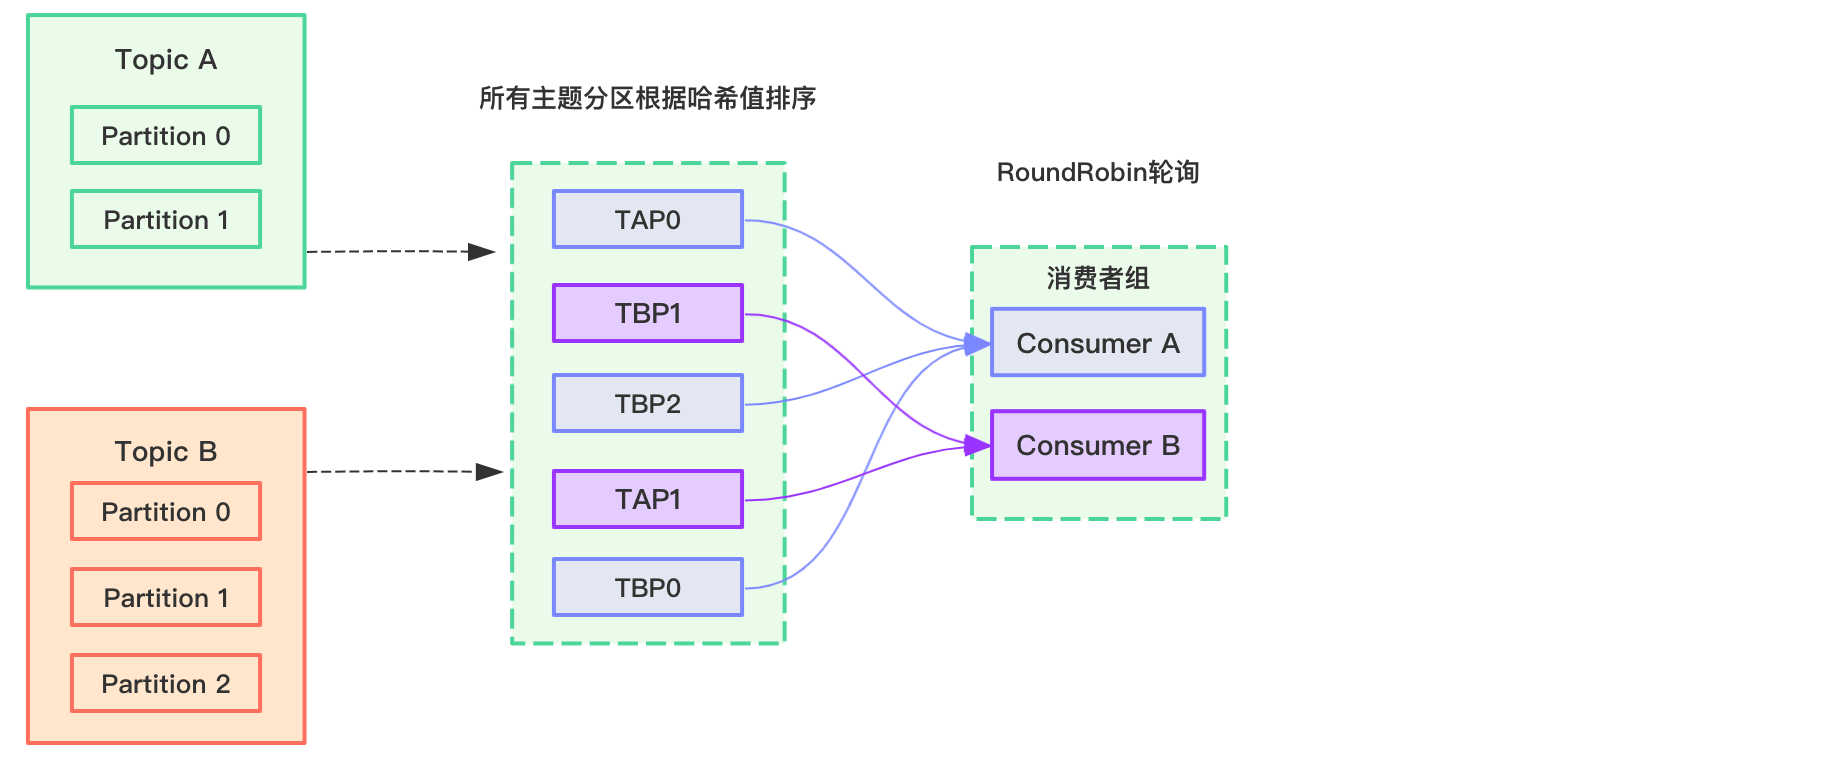 Topic A
Partition 0
Partition 1
Topic B
Partition 0
Partition 1
Partition 2
所有主题分区根据哈希值排序
TAP0
TBP1
TBP2
TAP1
TBP0
RoundRobin轮询
消费者组
Consumer A
Consumer B